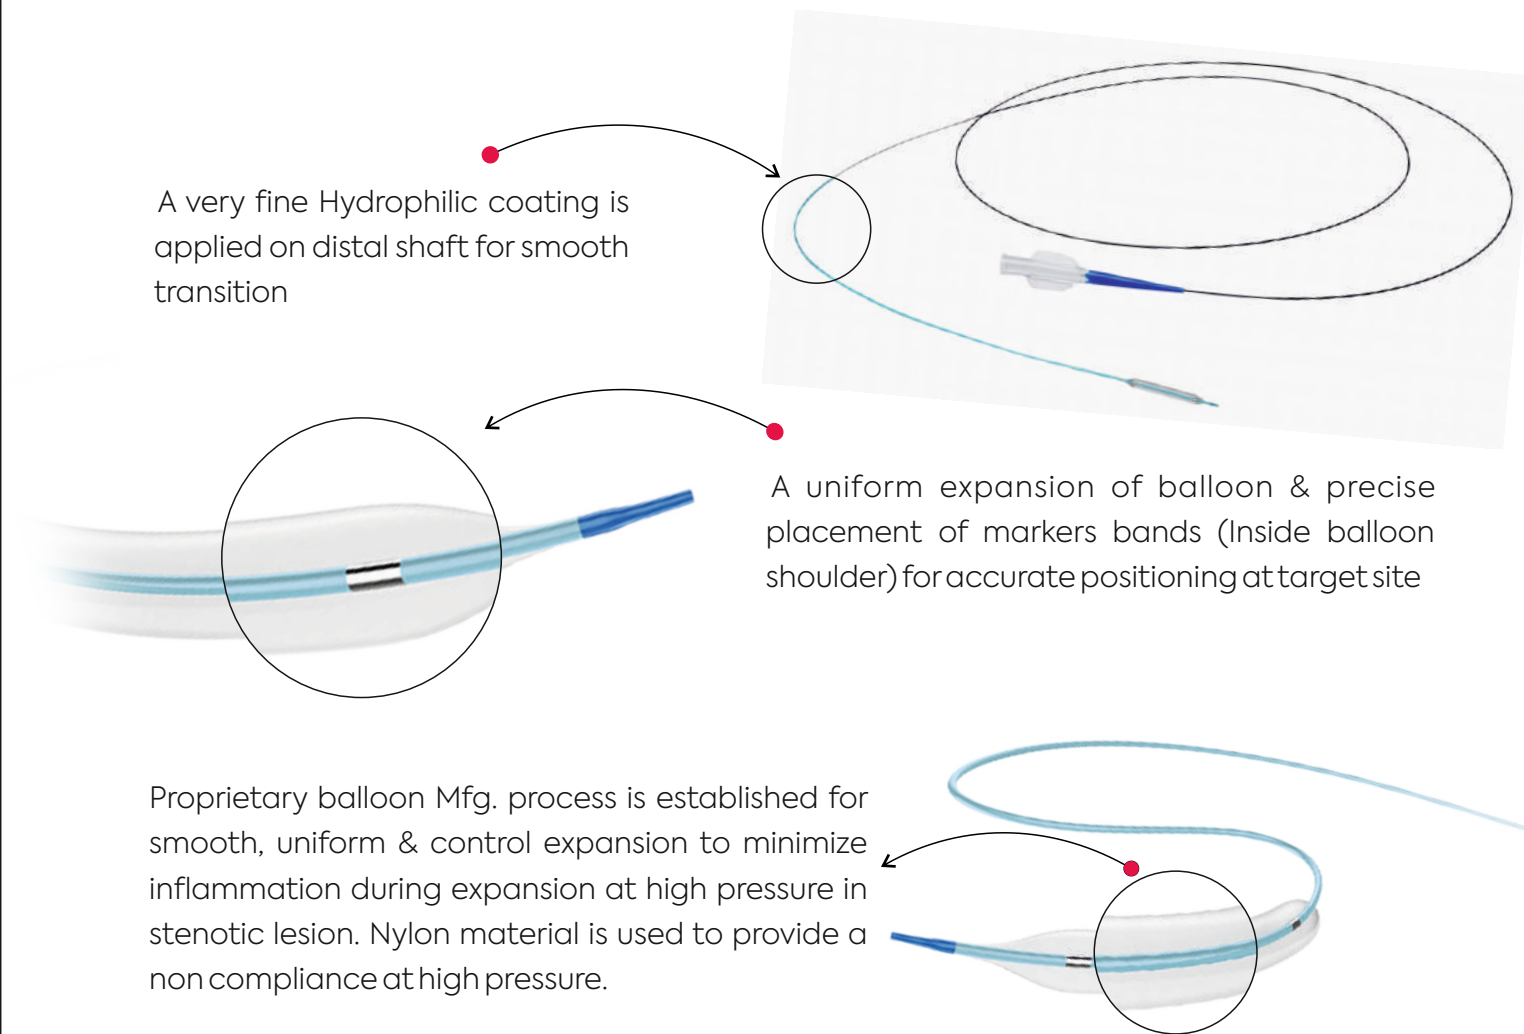 A very fine Hydrophilic coating is
applied on distal shaft for smooth
transition
A uniform expansion of balloon & precise
placement of markers bands (Inside balloon
shoulder) for accurate positioning at target site
Proprietary balloon Mfg. process is established for
smooth, uniform & control expansion to minimize
inflammation during expansion at high pressure in
stenotic lesion. Nylon material is used to provide a
non compliance at high pressure.